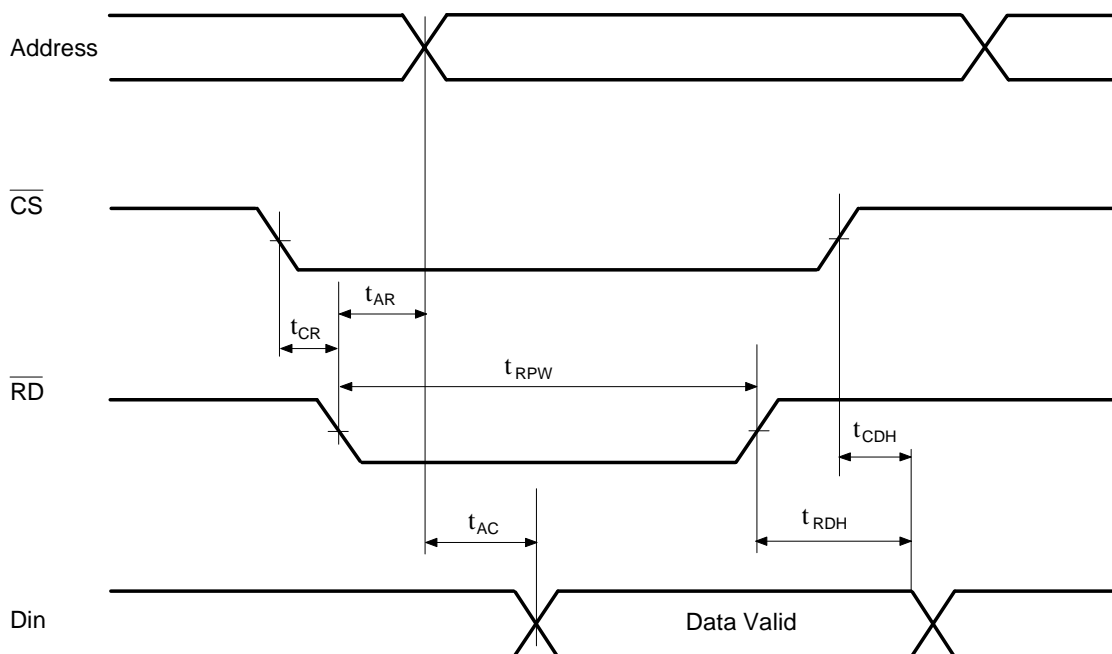 Address
CS
tAR
tCR
tRPW
RD
tCDH
tRDH
tAC
Din
Data Valid